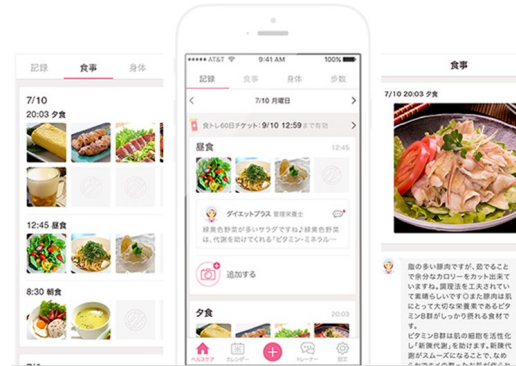 記録 食事 身体
7/10
20:03 夕食
12:45 昼食
8:30 朝食
●●●●● AT&T 9:41 AM 100%
記録 食事 身体 歩数
7/10 月曜日
食トレ60日チケット:9/10 12:59まで有効
昼食 12:45
ダイエットプラス 管理栄養士
緑黄色野菜が多いサラダですね♪緑黄色野菜
は、代謝を助けてくれる「ビタミン・ミネラル…
追加する
夕食 20:03
ヘルスケア カレンダー トレーナー 設定
食事
7/10 20:03 夕食
脂の多い豚肉ですが、茹でること
で余分なカロリーをカット出来て
いますね。調理法を工夫されてい
て素晴らしいです◎また豚肉は肌
にとって大切な栄養素であるビタ
ミンB群がしっかり摂れる食材で
す。
ビタミンB群は肌の細胞を活性化
し「新陳代謝」を助けます。新陳代
謝がスムーズになることで、なめ